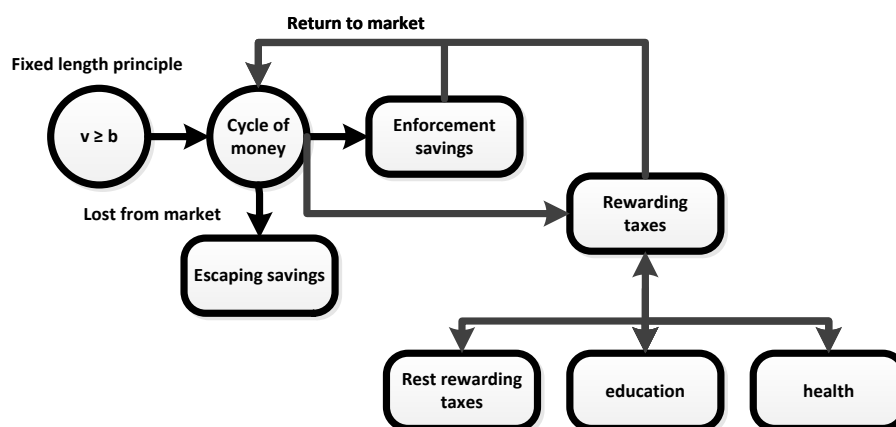 Return to market
Fixed length principle
v ≥ b
Cycle of
money
Enforcement
savings
Rewarding
taxes
Lost from market
Escaping savings
Rest rewarding
taxes
education
health